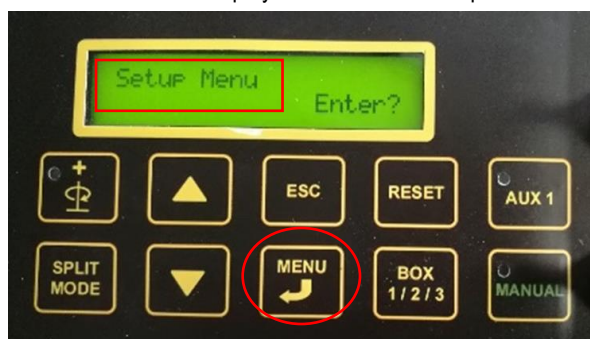 Setup Menu
Enter?
+
ESC
RESET
AUX 1
SPLIT
MODE
MENU
BOX
1/2/3
MANUAL